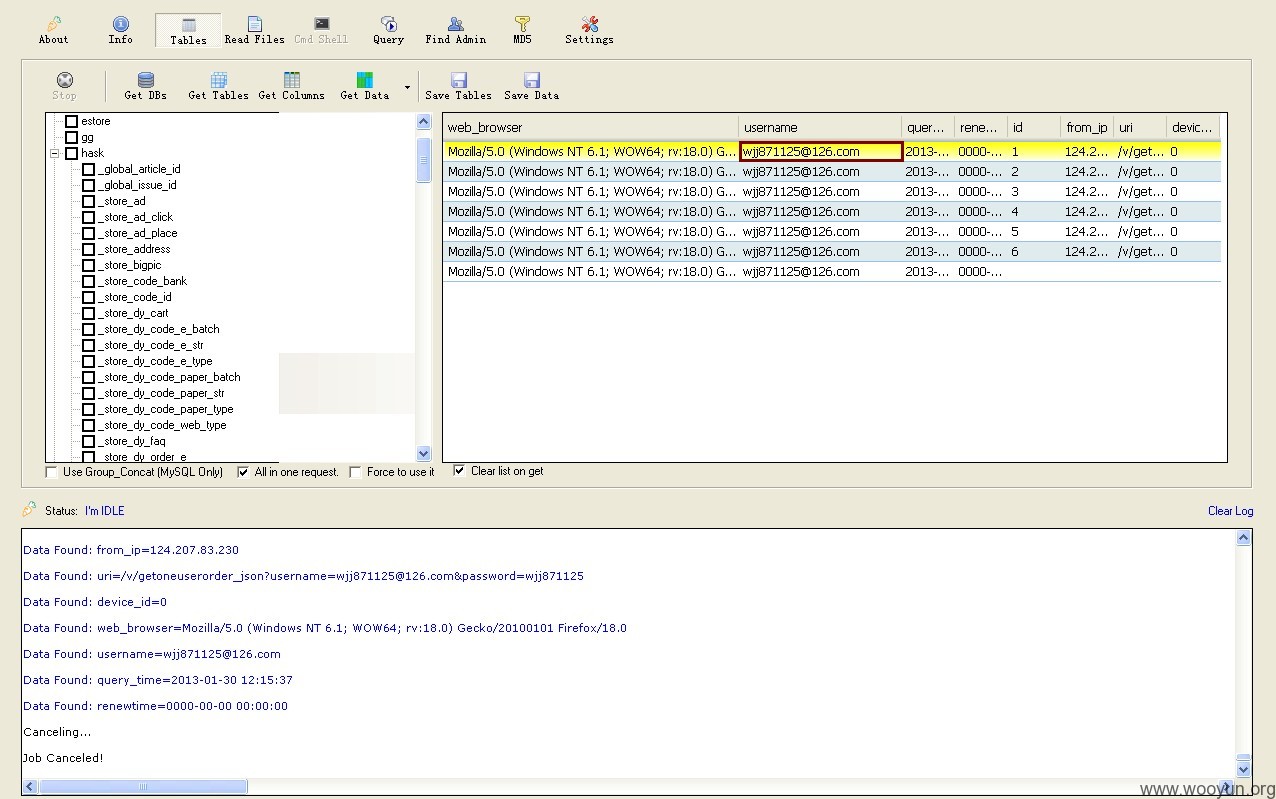 About Info Tables Read Files Cmd Shell Query Find Admin MD5 Settings
Stop Get DBs Get Tables Get Columns Get Data Save Tables Save Data
estore
gg
hask
_global_article_id
_global_issue_id
_store_ad
_store_ad_click
_store_ad_place
_store_address
_store_bigpic
_store_code_bank
_store_code_id
_store_dy_cart
_store_dy_code_e_batch
_store_dy_code_e_str
_store_dy_code_e_type
_store_dy_code_paper_batch
_store_dy_code_paper_str
_store_dy_code_paper_type
_store_dy_code_web_type
_store_dy_faq
_store_dy_order_e
web_browser username quer... rene... id from_ip uri devic...
Mozilla/5.0 (Windows NT 6.1; WOW64; rv:18.0) G... wjj871125@126.com 2013-... 0000-... 1 124.2... /v/get... 0
Mozilla/5.0 (Windows NT 6.1; WOW64; rv:18.0) G... wjj871125@126.com 2013-... 0000-... 2 124.2... /v/get... 0
Mozilla/5.0 (Windows NT 6.1; WOW64; rv:18.0) G... wjj871125@126.com 2013-... 0000-... 3 124.2... /v/get... 0
Mozilla/5.0 (Windows NT 6.1; WOW64; rv:18.0) G... wjj871125@126.com 2013-... 0000-... 4 124.2... /v/get... 0
Mozilla/5.0 (Windows NT 6.1; WOW64; rv:18.0) G... wjj871125@126.com 2013-... 0000-... 5 124.2... /v/get... 0
Mozilla/5.0 (Windows NT 6.1; WOW64; rv:18.0) G... wjj871125@126.com 2013-... 0000-... 6 124.2... /v/get... 0
Mozilla/5.0 (Windows NT 6.1; WOW64; rv:18.0) G... wjj871125@126.com 2013-... 0000-...
Use Group_Concat (MySQL Only) All in one request. Force to use it Clear list on get
Status: I'm IDLE Clear Log
Data Found: from_ip=124.207.83.230
Data Found: uri=/v/getoneuserorder_json?username=wjj871125@126.com&password=wjj871125
Data Found: device_id=0
Data Found: web_browser=Mozilla/5.0 (Windows NT 6.1; WOW64; rv:18.0) Gecko/20100101 Firefox/18.0
Data Found: username=wjj871125@126.com
Data Found: query_time=2013-01-30 12:15:37
Data Found: renewtime=0000-00-00 00:00:00
Canceling...
Job Canceled!
www.wooyun.org